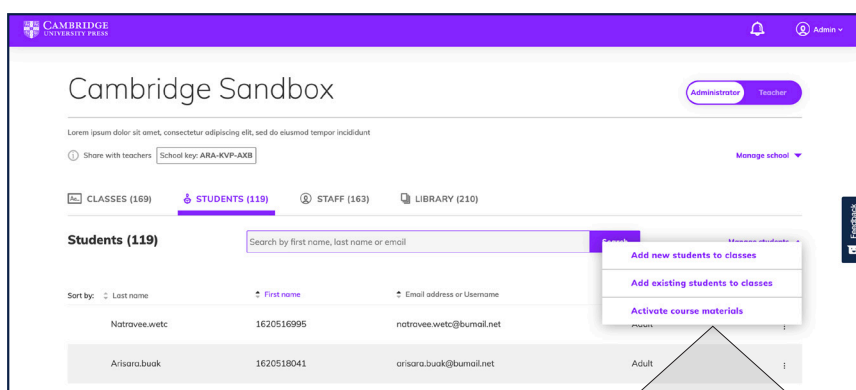 CAMBRIDGE
UNIVERSITY PRESS
Admin
Cambridge Sandbox
Administrator Teacher
Lorem ipsum dolor sit amet, consectetur adipiscing elit, sed do eiusmod tempor incididunt
Share with teachers School key: ARA-KVP-AXB Manage school
CLASSES (169) STUDENTS (119) STAFF (163) LIBRARY (210)
Feedback
Students (119) Search by first name, last name or email Search Manage students
Add new students to classes
Add existing students to classes
Activate course materials
Sort by: Last name First name Email address or Username
Natravee.wetc 1620516995 natravee.wetc@bumail.net Adult
Arisara.buak 1620518041 arisara.buak@bumail.net Adult